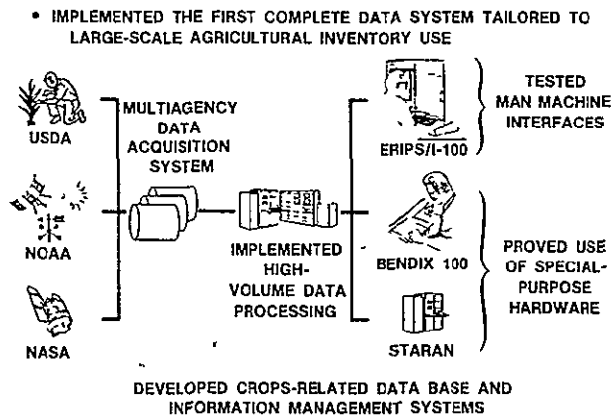 • IMPLEMENTED THE FIRST COMPLETE DATA SYSTEM TAILORED TO
LARGE-SCALE AGRICULTURAL INVENTORY USE
USDA
NOAA
NASA
MULTIAGENCY
DATA
ACQUISITION
SYSTEM
IMPLEMENTED
HIGH-
VOLUME DATA
PROCESSING
ERIPS/I-100
BENDIX 100
STARAN
TESTED
MAN MACHINE
INTERFACES
PROVED USE
OF SPECIAL-
PURPOSE
HARDWARE
DEVELOPED CROPS-RELATED DATA BASE AND
INFORMATION MANAGEMENT SYSTEMS